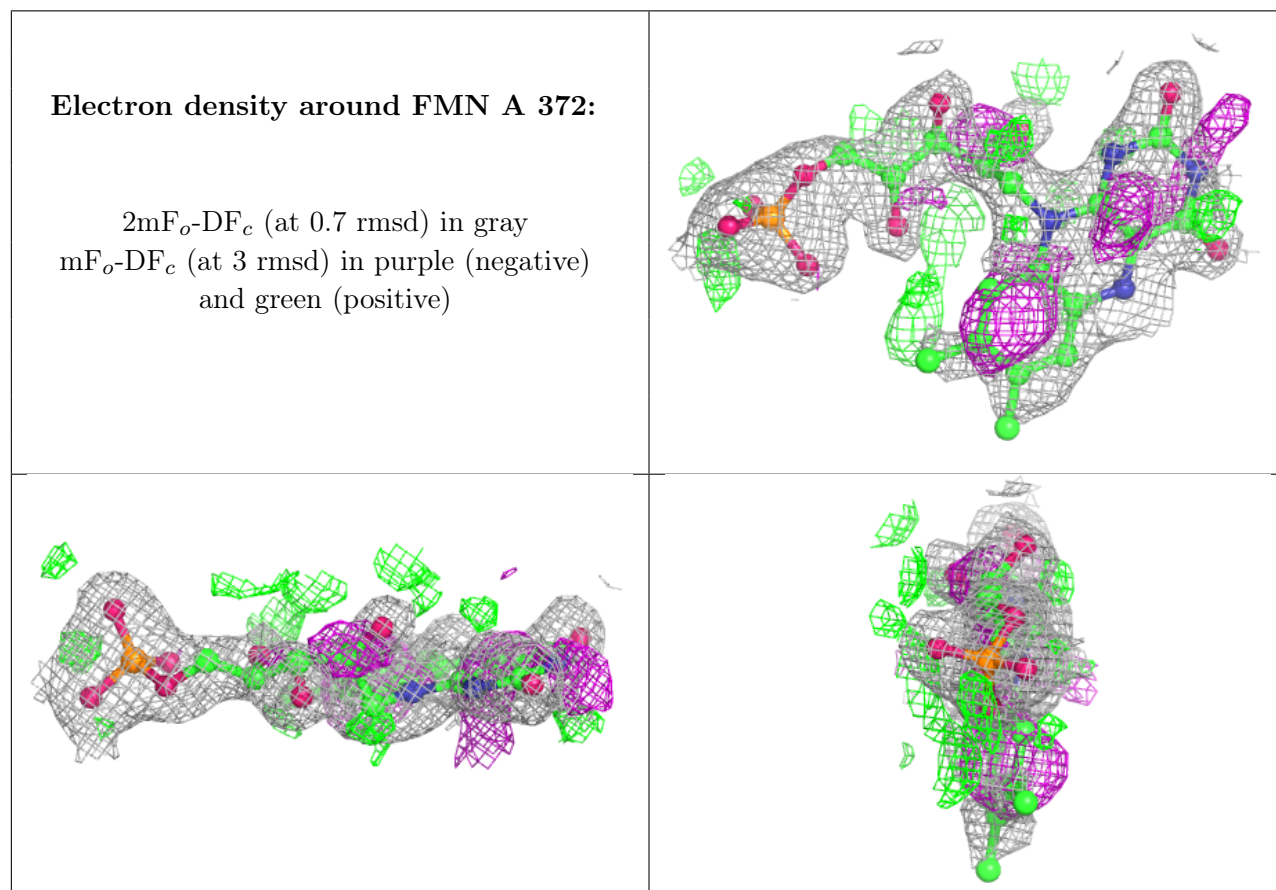 Electron density around FMN A 372:
2mFo-DFc (at 0.7 rmsd) in gray
mFo-DFc (at 3 rmsd) in purple (negative)
and green (positive)